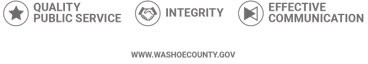 QUALITY
PUBLIC SERVICE
INTEGRITY
EFFECTIVE
COMMUNICATION
WWW.WASHOECOUNTY.GOV